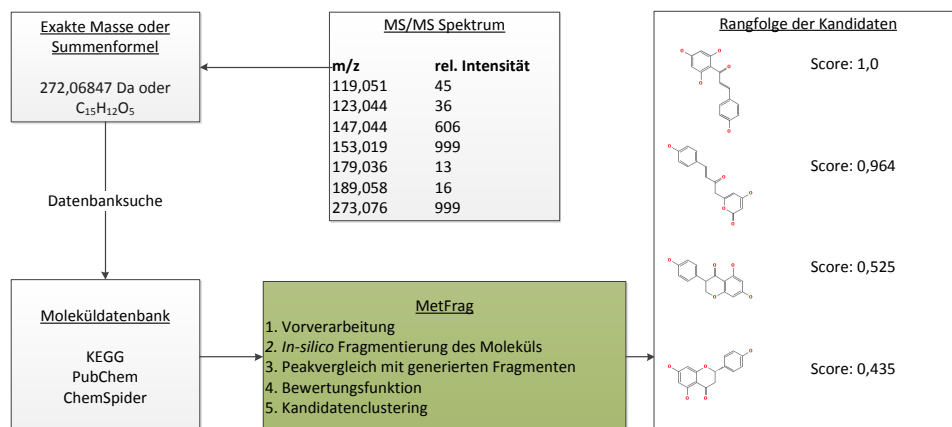 Exakte Masse oder
Summenformel
272,06847 Da oder
C₁₅H₁₂O₅
MS/MS Spektrum
m/z rel. Intensität
119,051 45
123,044 36
147,044 606
153,019 999
179,036 13
189,058 16
273,076 999
Datenbanksuche
Moleküldatenbank
KEGG
PubChem
ChemSpider
MetFrag
1. Vorverarbeitung
2. In-silico Fragmentierung des Moleküls
3. Peakvergleich mit generierten Fragmenten
4. Bewertungsfunktion
5. Kandidatenclustering
Rangfolge der Kandidaten
Score: 1,0
Score: 0,964
Score: 0,525
Score: 0,435